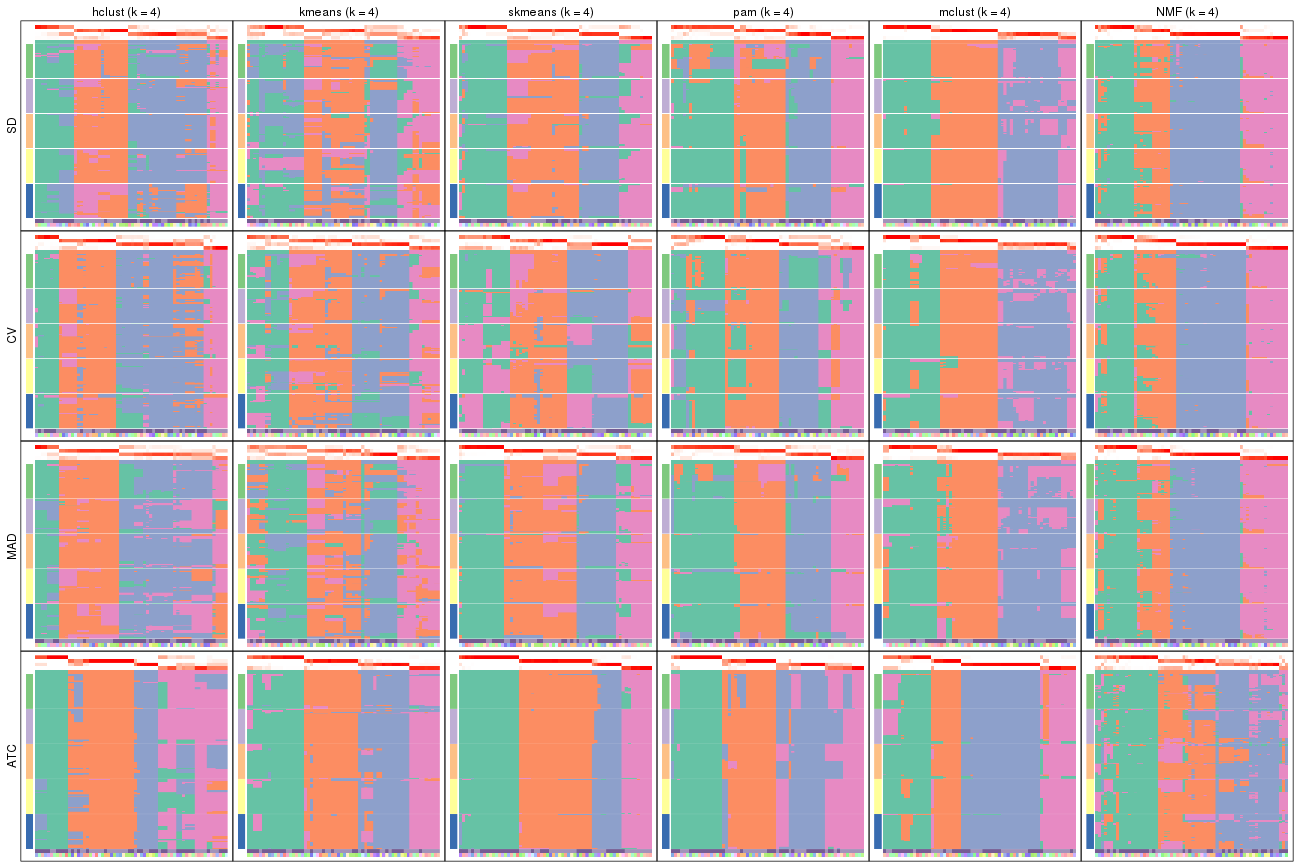 hclust (k = 4)
kmeans (k = 4)
skmeans (k = 4)
pam (k = 4)
mclust (k = 4)
NMF (k = 4)
SD
CV
MAD
ATC